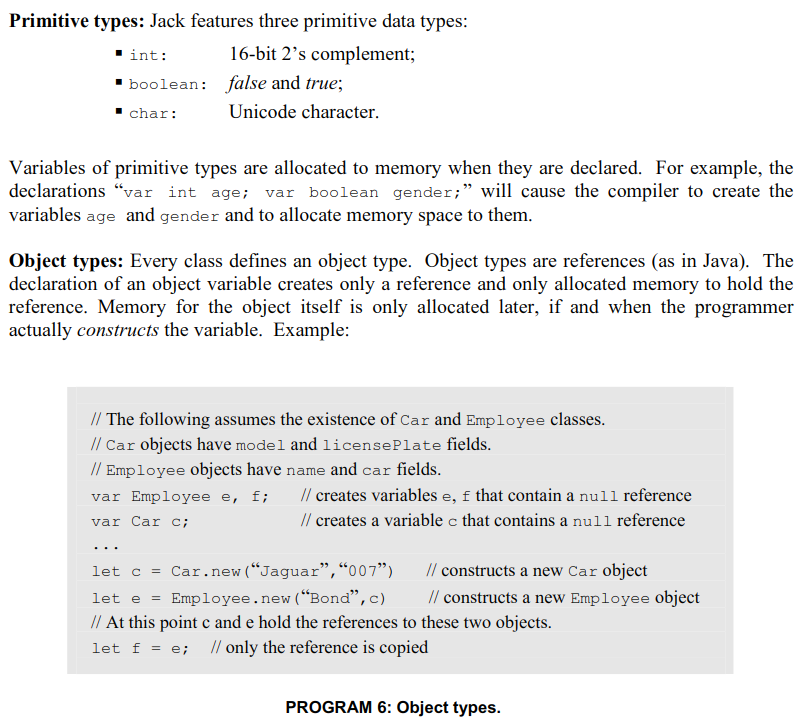 Primitive types: Jack features three primitive data types:
▪ int: 16-bit 2’s complement;
▪ boolean: false and true;
▪ char: Unicode character.
Variables of primitive types are allocated to memory when they are declared. For example, the
declarations “var int age; var boolean gender;” will cause the compiler to create the
variables age and gender and to allocate memory space to them.
Object types: Every class defines an object type. Object types are references (as in Java). The
declaration of an object variable creates only a reference and only allocated memory to hold the
reference. Memory for the object itself is only allocated later, if and when the programmer
actually constructs the variable. Example:
// The following assumes the existence of Car and Employee classes.
// Car objects have model and licensePlate fields.
// Employee objects have name and car fields.
var Employee e, f; // creates variables e, f that contain a null reference
var Car c; // creates a variable c that contains a null reference
...
let c = Car.new(“Jaguar”,“007”) // constructs a new Car object
let e = Employee.new(“Bond”,c) // constructs a new Employee object
// At this point c and e hold the references to these two objects.
let f = e; // only the reference is copied
PROGRAM 6: Object types.